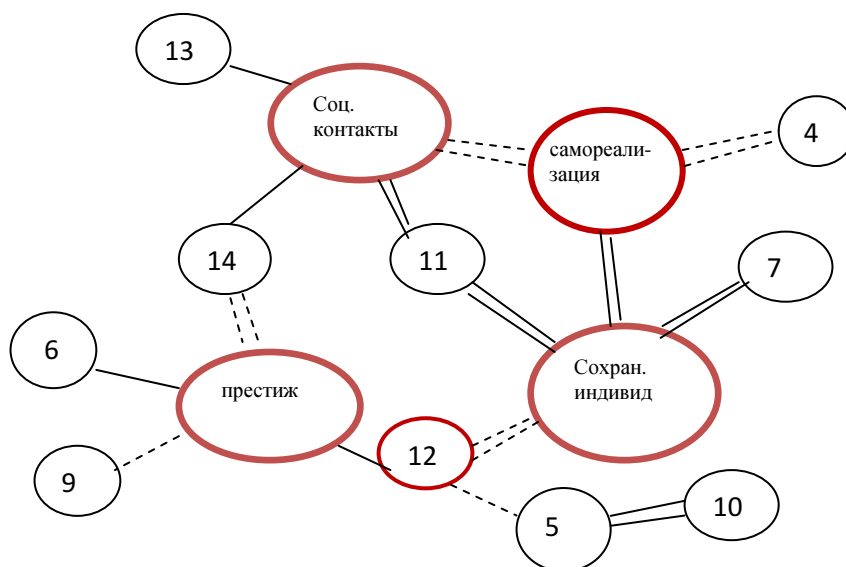 13
Соц.
контакты
4
самореали-
зация
14
11
7
6
Сохран.
индивид
престиж
12
9
5
10